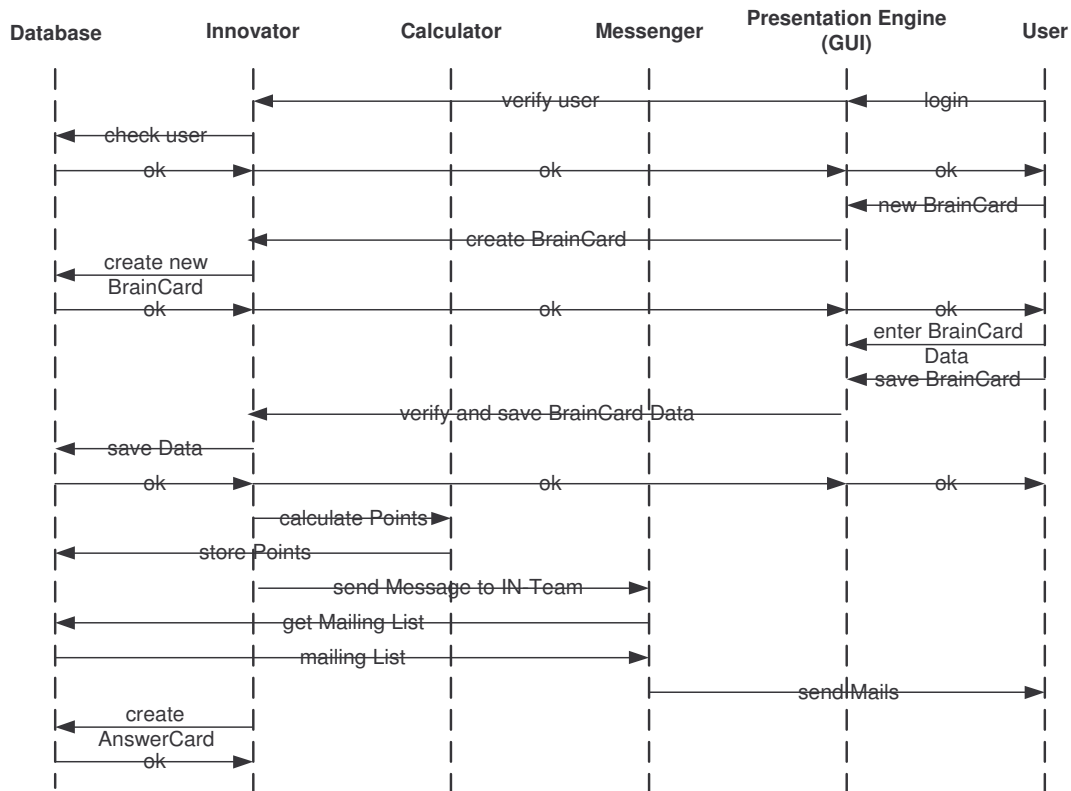 Database Innovator Calculator Messenger Presentation Engine (GUI) User
verify user login
check user
ok ok ok
new BrainCard
create BrainCard
create new
BrainCard
ok ok ok
enter BrainCard
Data
save BrainCard
verify and save BrainCard Data
save Data
ok ok ok
calculate Points
store Points
send Message to IN-Team
get Mailing List
mailing List
send Mails
create
AnswerCard
ok